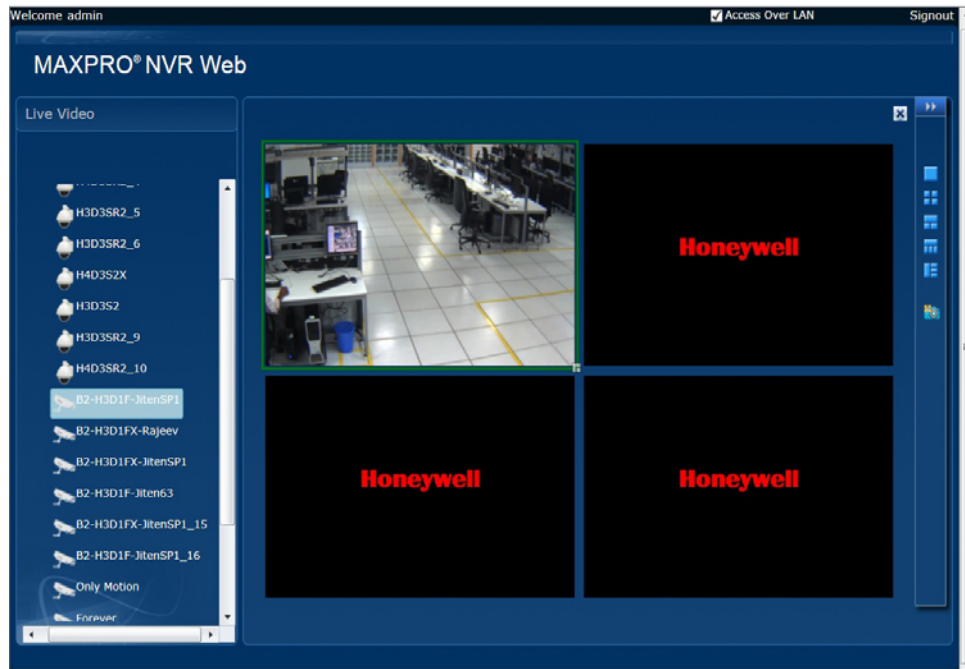 Welcome admin
Access Over LAN
Signout
MAXPRO® NVR Web
Live Video
H3D3SR2_5
H3D3SR2_6
H4D3S2X
H3D3S2
H3D3SR2_9
H4D3SR2_10
B2-H3D1F-JitenSP1
B2-H3D1FX-Rajeev
B2-H3D1FX-JitenSP1
B2-H3D1F-Jiten63
B2-H3D1FX-JitenSP1_15
B2-H3D1F-JitenSP1_16
Only Motion
Forever
Honeywell
Honeywell
Honeywell